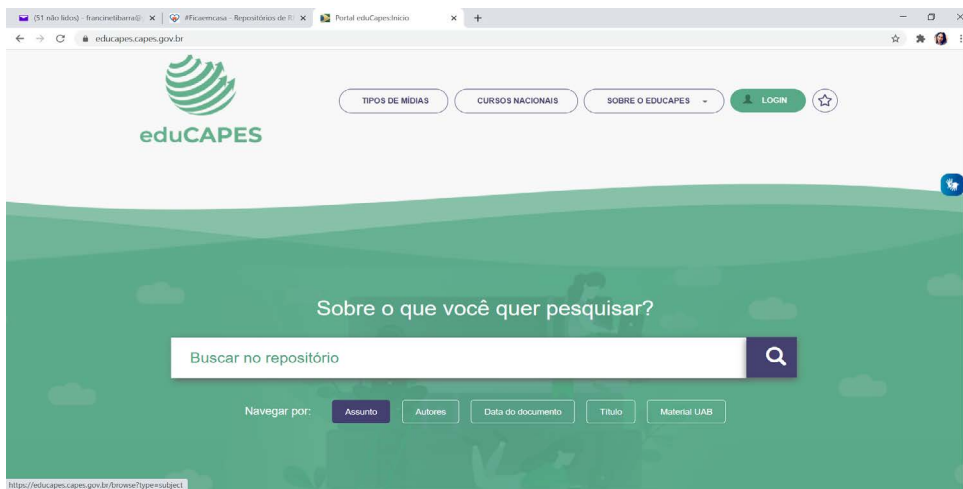 (51 não lidos) - francinetibarra@
#Ficaemcasa - Repositórios de R
Portal eduCapes:Inicio
educapes.capes.gov.br
TIPOS DE MÍDIAS
CURSOS NACIONAIS
SOBRE O EDUCAPES
LOGIN
eduCAPES
Sobre o que você quer pesquisar?
Buscar no repositório
Navegar por:
Assunto
Autores
Data do documento
Título
Material UAB
https://educapes.capes.gov.br/browse?type=subject